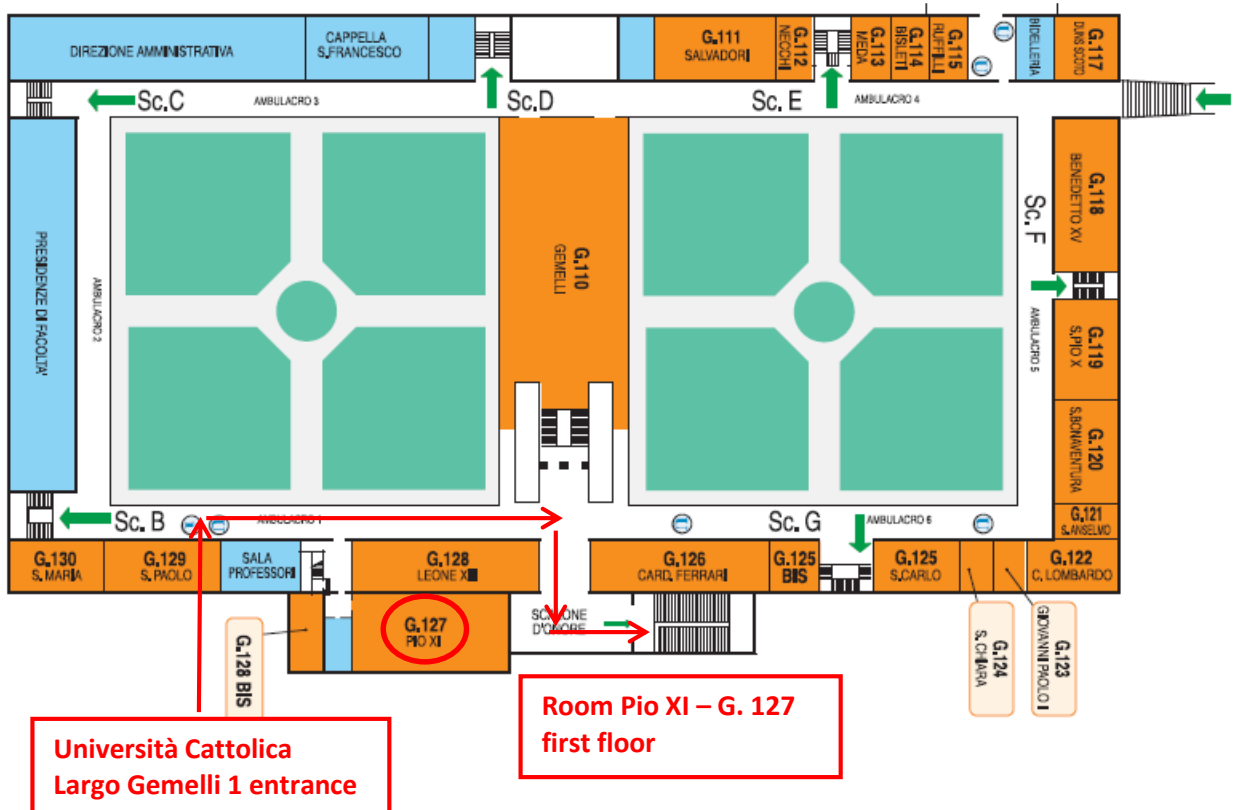 DIREZIONE AMMINISTRATIVA
CAPPELLA
S.FRANCESCO
G.111
SALVADORI
G.112
NECCHI
G.113
MEDA
G.114
BISLETI
G.115
RUFFILLI
BIDELLERIA
G.117
DUNS SCOTO
Sc.C
AMBULACRO 3
Sc.D
Sc.E
AMBULACRO 4
PRESIDENZE DI FACOLTA'
AMBULACRO 2
G.110
GEMELLI
Sc.F
G.118
BENEDETTO XV
AMBULACRO 5
G.119
S.PIO X
G.120
S.BONAVENTURA
G.121
S.ANSELMO
Sc.B
AMBULACRO 1
Sc.G
AMBULACRO 6
G.130
S. MARIA
G.129
S. PAOLO
SALA
PROFESSORI
G.128
LEONE XIII
G.126
CARD. FERRARI
G.125
BIS
G.125
S.CARLO
G.122
C. LOMBARDO
G.128 BIS
G.127
PIO XI
SCALONE
D'ONORE
G.124
S. CHIARA
G.123
GIOVANNI PAOLO I
Università Cattolica
Largo Gemelli 1 entrance
Room Pio XI – G. 127
first floor